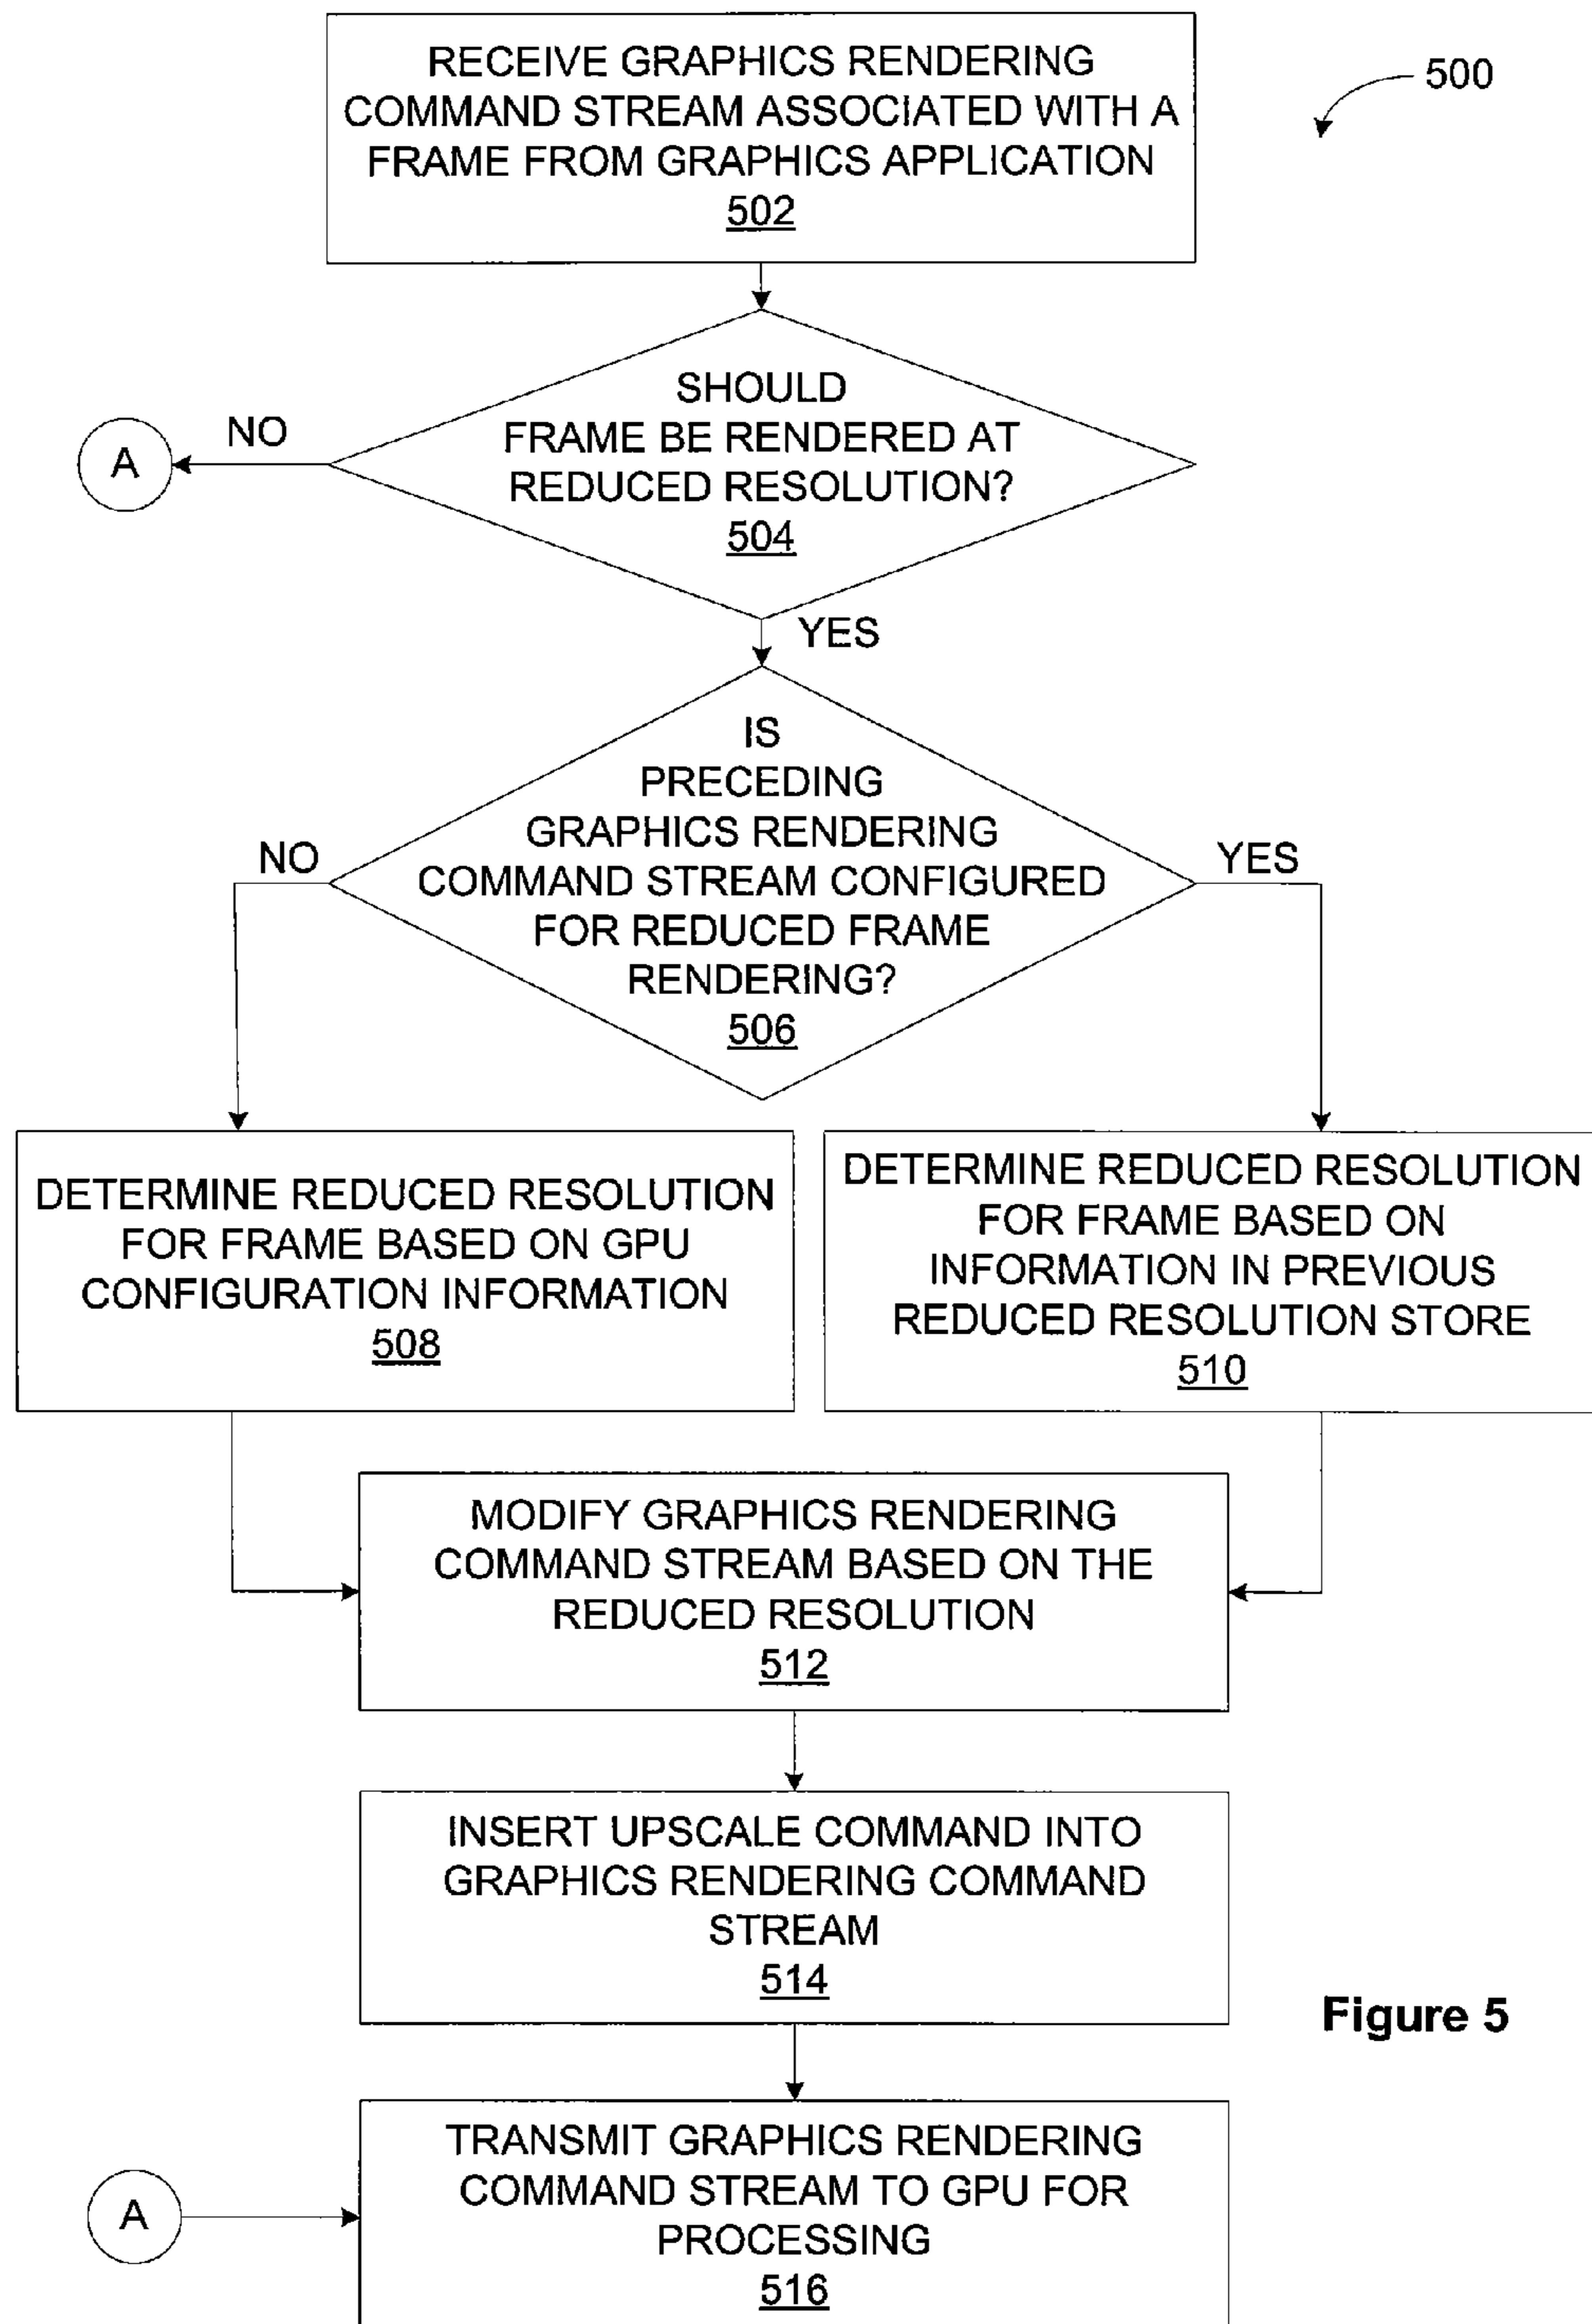 RECEIVE GRAPHICS RENDERING
COMMAND STREAM ASSOCIATED WITH A
FRAME FROM GRAPHICS APPLICATION
502
500
SHOULD
FRAME BE RENDERED AT
REDUCED RESOLUTION?
504
NO
A
YES
IS
PRECEDING
GRAPHICS RENDERING
COMMAND STREAM CONFIGURED
FOR REDUCED FRAME
RENDERING?
506
NO
YES
DETERMINE REDUCED RESOLUTION
FOR FRAME BASED ON GPU
CONFIGURATION INFORMATION
508
DETERMINE REDUCED RESOLUTION
FOR FRAME BASED ON
INFORMATION IN PREVIOUS
REDUCED RESOLUTION STORE
510
MODIFY GRAPHICS RENDERING
COMMAND STREAM BASED ON THE
REDUCED RESOLUTION
512
INSERT UPSCALE COMMAND INTO
GRAPHICS RENDERING COMMAND
STREAM
514
Figure 5
A
TRANSMIT GRAPHICS RENDERING
COMMAND STREAM TO GPU FOR
PROCESSING
516